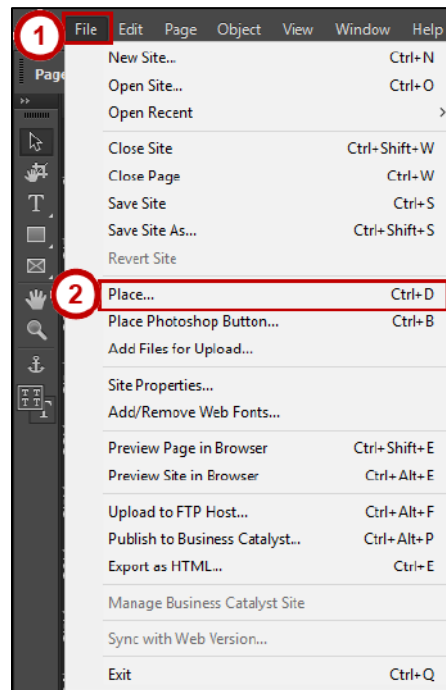 1
File Edit Page Object View Window Help
Page
New Site... Ctrl+N
Open Site... Ctrl+O
Open Recent >
Close Site Ctrl+Shift+W
Close Page Ctrl+W
Save Site Ctrl+S
Save Site As... Ctrl+Shift+S
Revert Site
2
Place... Ctrl+D
Place Photoshop Button... Ctrl+B
Add Files for Upload...
Site Properties...
Add/Remove Web Fonts...
Preview Page in Browser Ctrl+Shift+E
Preview Site in Browser Ctrl+Alt+E
Upload to FTP Host... Ctrl+Alt+F
Publish to Business Catalyst... Ctrl+Alt+P
Export as HTML... Ctrl+E
Manage Business Catalyst Site
Sync with Web Version...
Exit Ctrl+Q